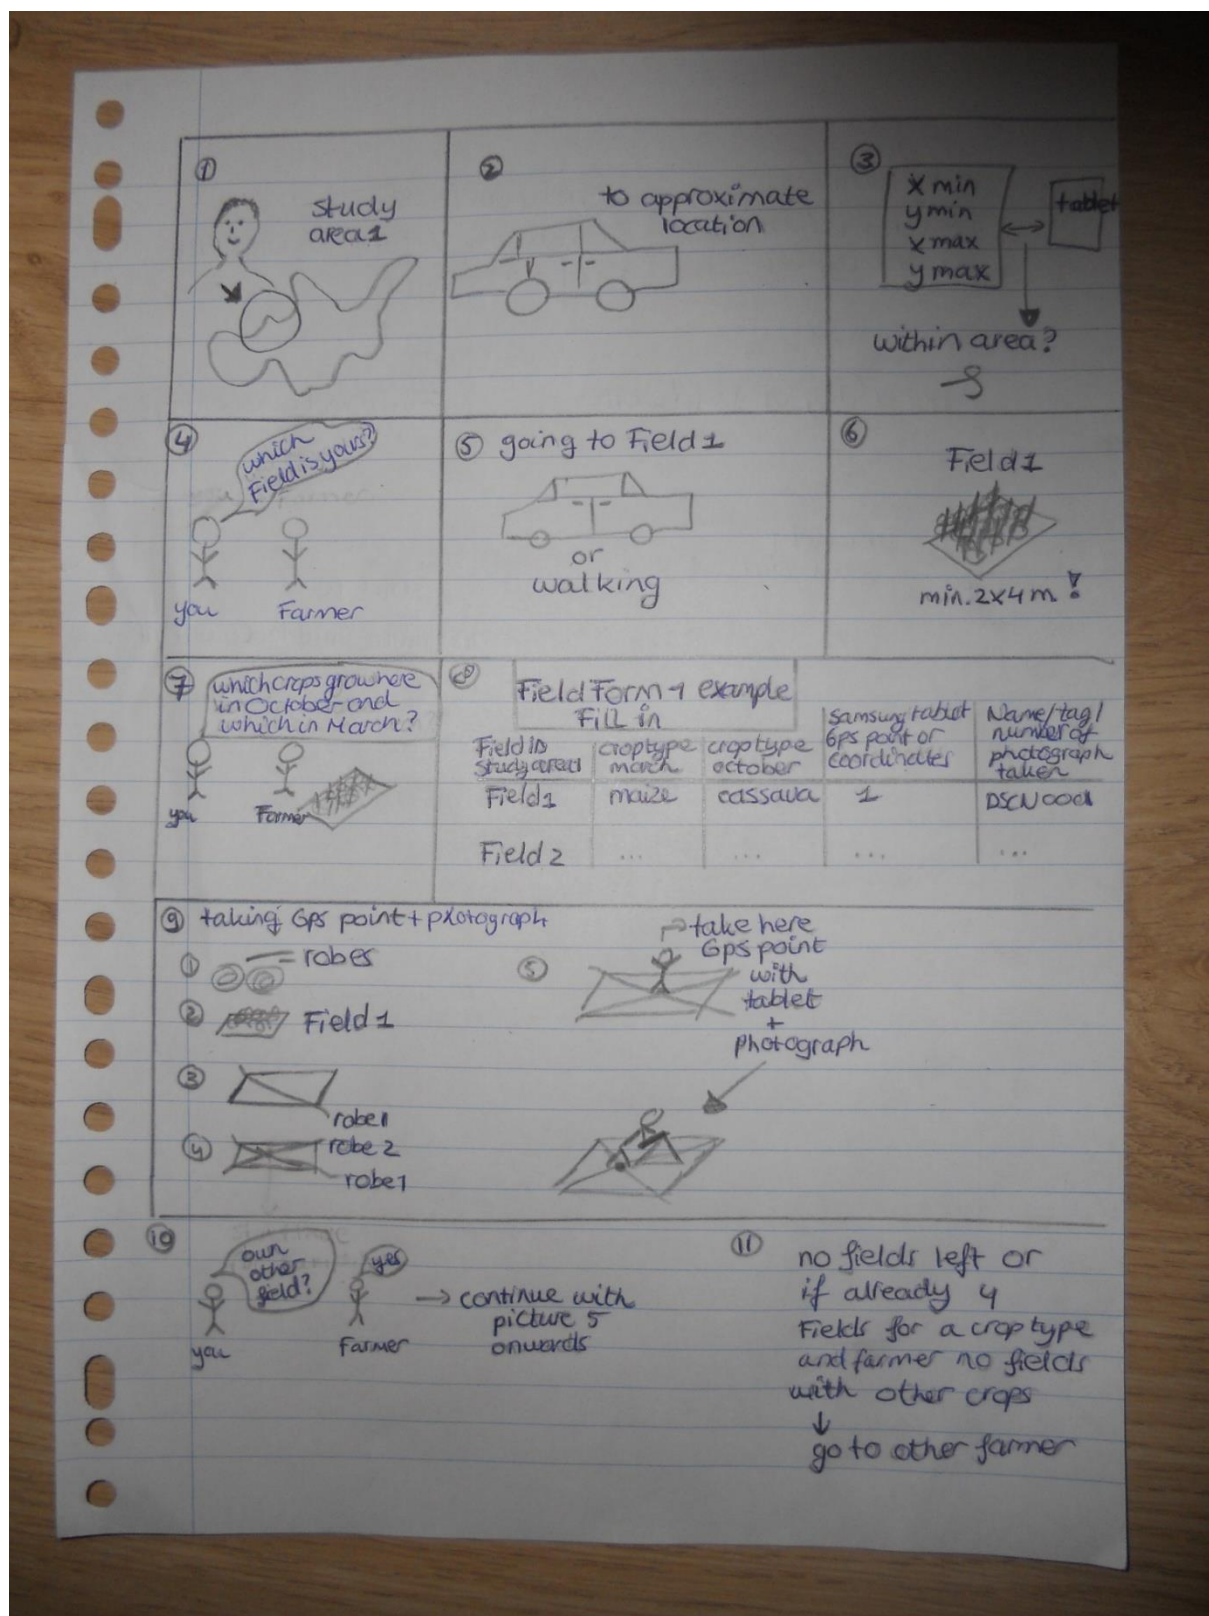 1
study
area 1
2
to approximate
location
3
x min
y min
x max
y max
tablet
within area?
4
which
Field is yours?
you
Farmer
5 going to Field 1
or
walking
6
Field 1
min. 2x4 m !
7
which crops grow here
in October and
which in March?
you
Farmer
8
Field Form-1 example
Fill in
Field in
study area 1
croptype
march
croptype
october
Samsung tablet
Gps point or
coordinates
Name/tag/
number of
photograph
taken
Field 1 maize cassava 1 DSCN0001
Field 2 ... ... ... ...
9 taking Gps point + photograph
1 robes
2 Field 1
3
robe 1
4
robe 2
robe 1
5
take here
Gps point
with
tablet
+
photograph
10
own
other
field?
yes
you
Farmer
→ continue with
picture 5
onwards
11
no fields left or
if already 4
Fields for a crop type
and farmer no fields
with other crops
↓
go to other farmer